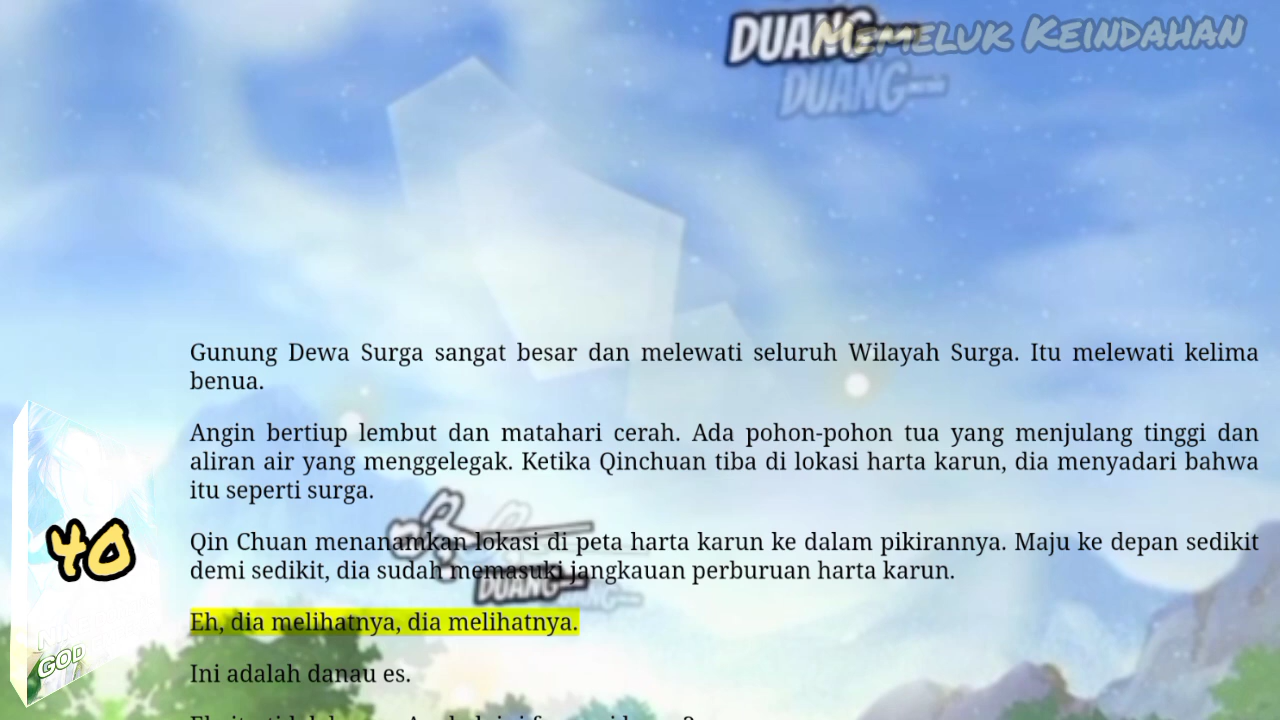 DUANG
Memeluk Keindahan
DUANG
Gunung Dewa Surga sangat besar dan melewati seluruh Wilayah Surga. Itu melewati kelima
benua.
Angin bertiup lembut dan matahari cerah. Ada pohon-pohon tua yang menjulang tinggi dan
aliran air yang menggelegak. Ketika Qinchuan tiba di lokasi harta karun, dia menyadari bahwa
itu seperti surga.
Qin Chuan menanamkan lokasi di peta harta karun ke dalam pikirannya. Maju ke depan sedikit
demi sedikit, dia sudah memasuki jangkauan perburuan harta karun.
DUANG
Eh, dia melihatnya, dia melihatnya.
Ini adalah danau es.
40
GOD